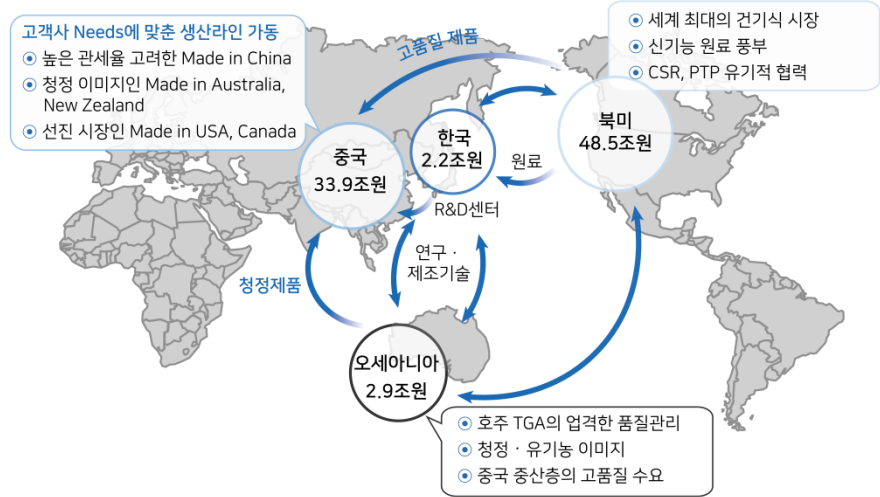 고객사 Needs에 맞춘 생산라인 가동
높은 관세율 고려한 Made in China
청정 이미지인 Made in Australia,
New Zealand
선진 시장인 Made in USA, Canada
세계 최대의 건기식 시장
신기능 원료 풍부
CSR, PTP 유기적 협력
고품질 제품
중국
33.9조원
한국
2.2조원
북미
48.5조원
원료
R&D센터
연구 ·
제조기술
청정제품
오세아니아
2.9조원
호주 TGA의 업격한 품질관리
청정 · 유기농 이미지
중국 중산층의 고품질 수요